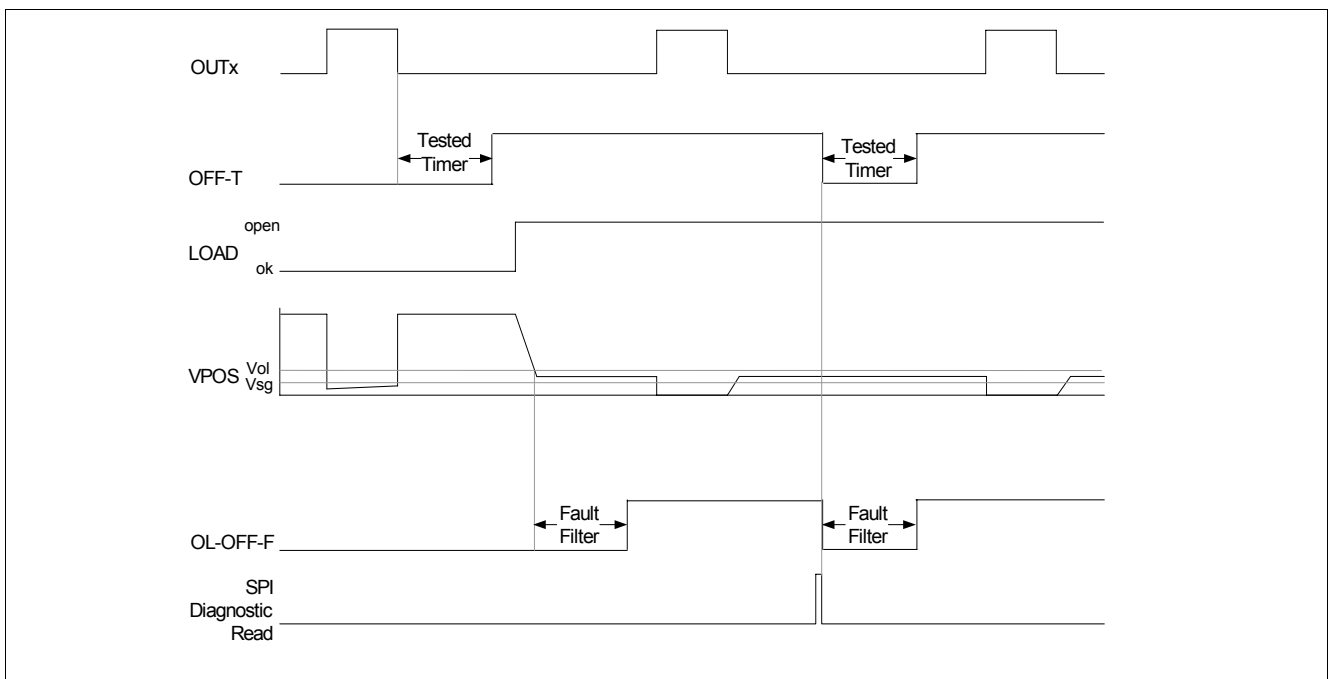 OUTx
Tested
Timer
Tested
Timer
OFF-T
open
LOAD
ok
VPOS
Vol
Vsg
Fault
Filter
Fault
Filter
OL-OFF-F
SPI
Diagnostic
Read